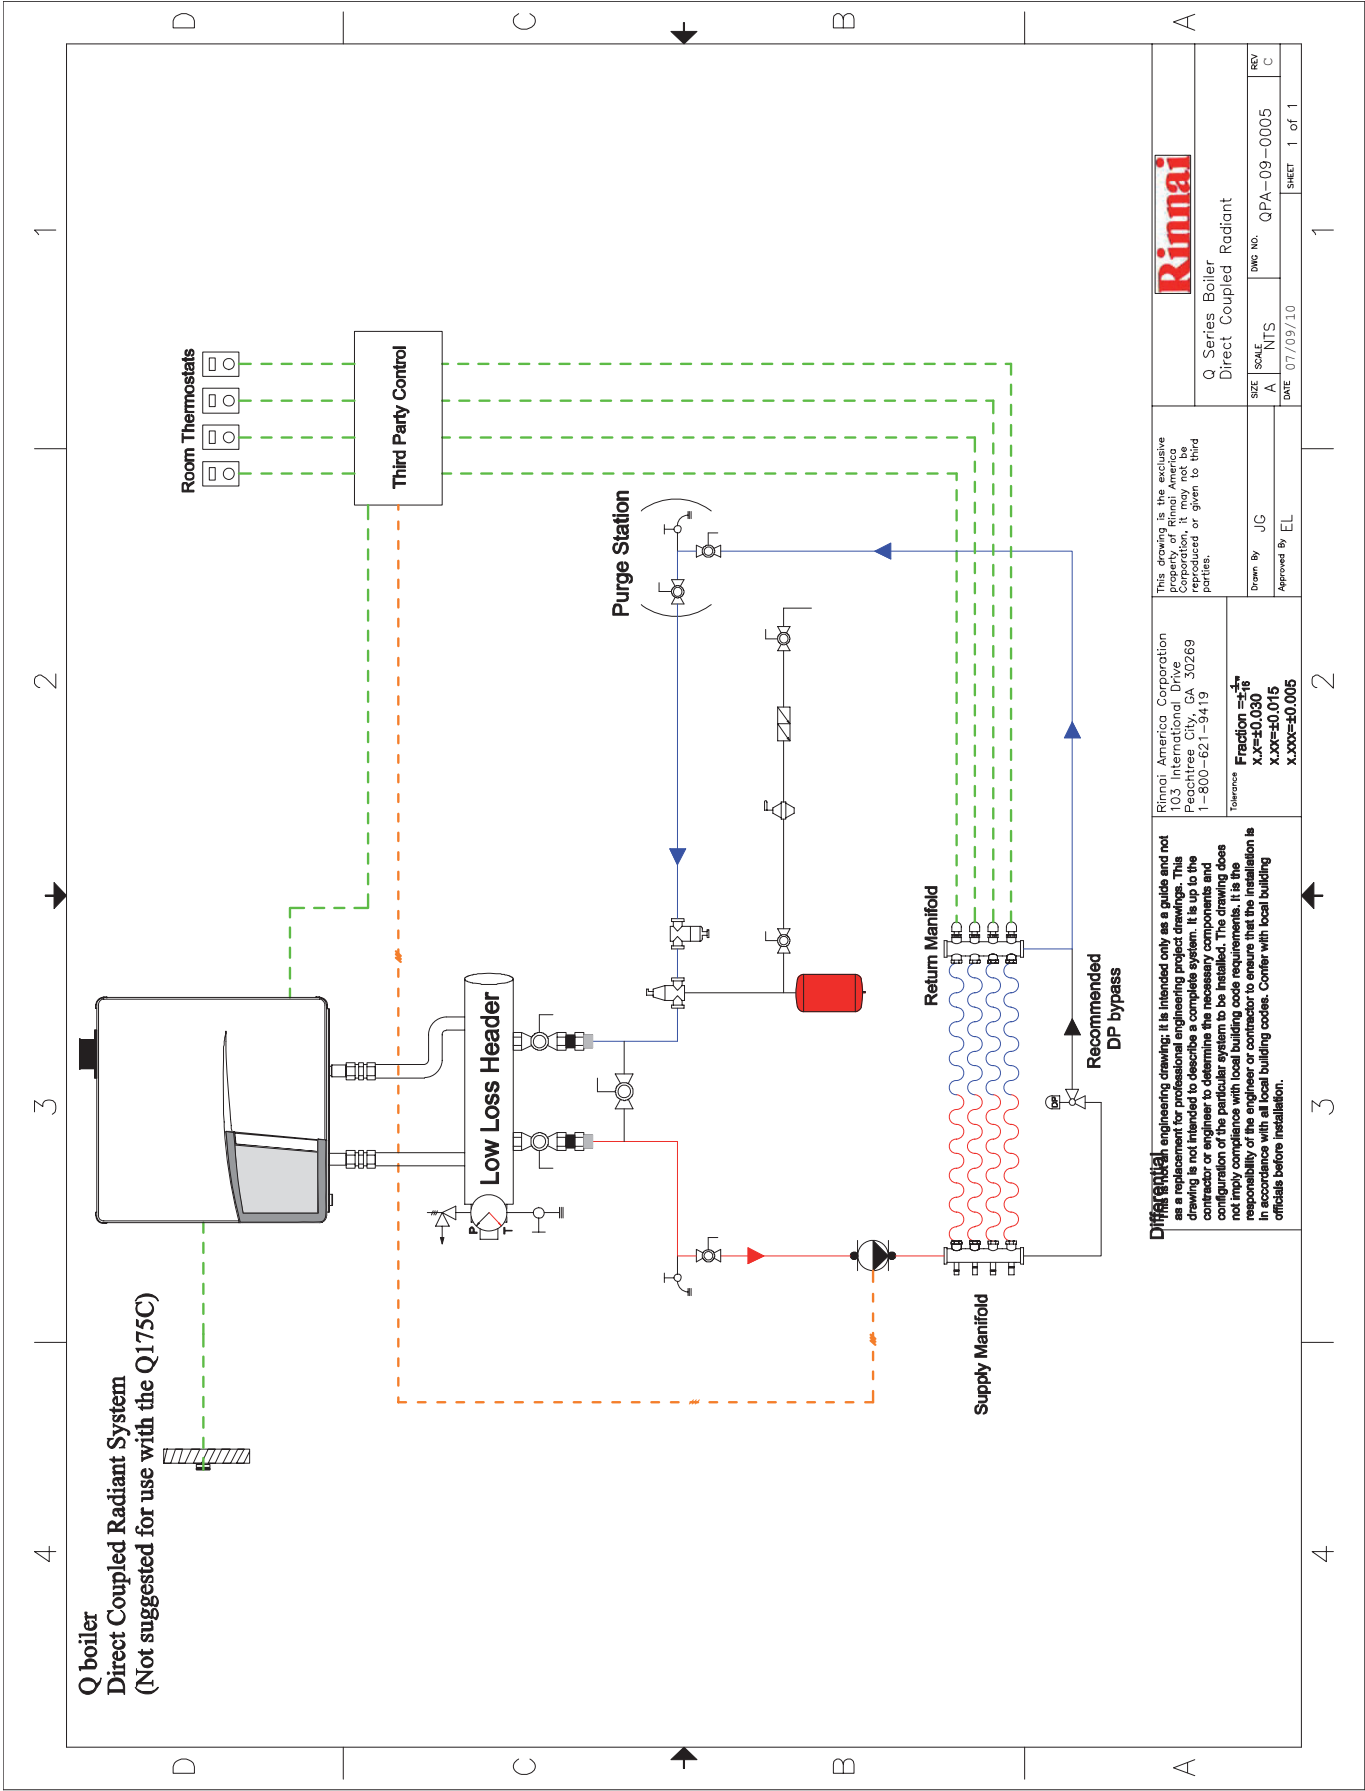 Q boiler
Direct Coupled Radiant System
(Not suggested for use with the Q175C)
4
3
2
1
D
C
B
A
D
C
B
A
4
3
2
1
Room Thermostats
Third Party Control
Low Loss Header
P
T
Purge Station
Return Manifold
Supply Manifold
DP
Recommended
DP bypass
Differential
This is not an engineering drawing; it is intended only as a guide and not
as a replacement for professional engineering project drawings. This
drawing is not intended to describe a complete system. It is up to the
contractor or engineer to determine the necessary components and
configuration of the particular system to be installed. The drawing does
not imply compliance with local building code requirements. It is the
responsibility of the engineer or contractor to ensure that the installation is
in accordance with all local building codes. Confer with local building
officials before installation.
Rinnai America Corporation
103 International Drive
Peachtree City, GA 30269
1-800-621-9419
Tolerance
Fraction =±1/16"
X.X=±0.030
X.XX=±0.015
X.XXX=±0.005
This drawing is the exclusive
property of Rinnai America
Corporation, it may not be
reproduced or given to third
parties.
Drawn By JG
Approved By EL
Rinnai
Q Series Boiler
Direct Coupled Radiant
SIZE A
SCALE NTS
DWG NO. QPA-09-0005
REV C
DATE 07/09/10
SHEET 1 of 1